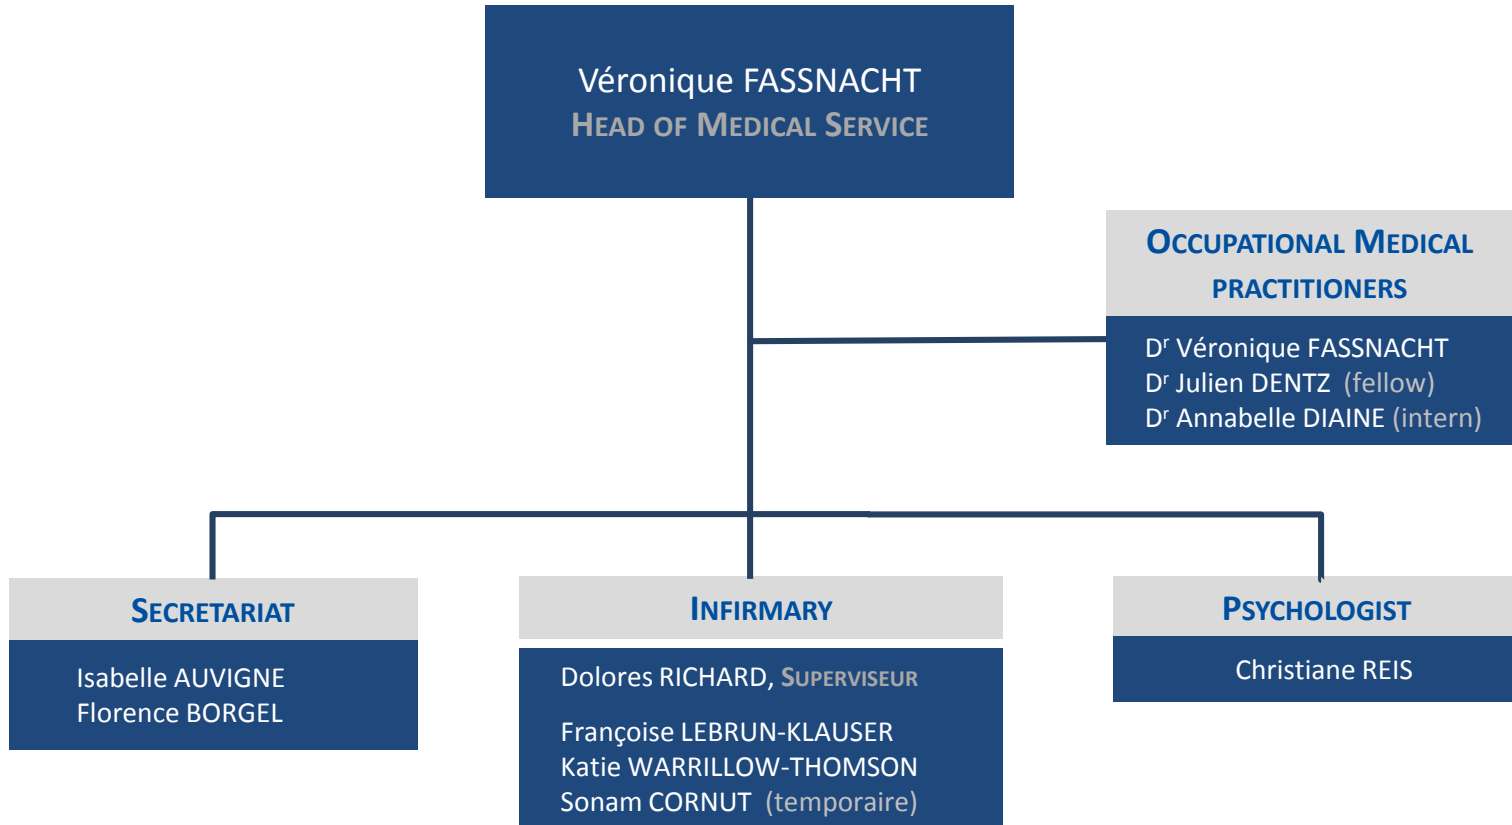 Véronique FASSNACHT
HEAD OF MEDICAL SERVICE
OCCUPATIONAL MEDICAL
PRACTITIONERS
Dʳ Véronique FASSNACHT
Dʳ Julien DENTZ (fellow)
Dʳ Annabelle DIAINE (intern)
SECRETARIAT
Isabelle AUVIGNE
Florence BORGEL
INFIRMARY
Dolores RICHARD, SUPERVISEUR
Françoise LEBRUN-KLAUSER
Katie WARRILLOW-THOMSON
Sonam CORNUT (temporaire)
PSYCHOLOGIST
Christiane REIS